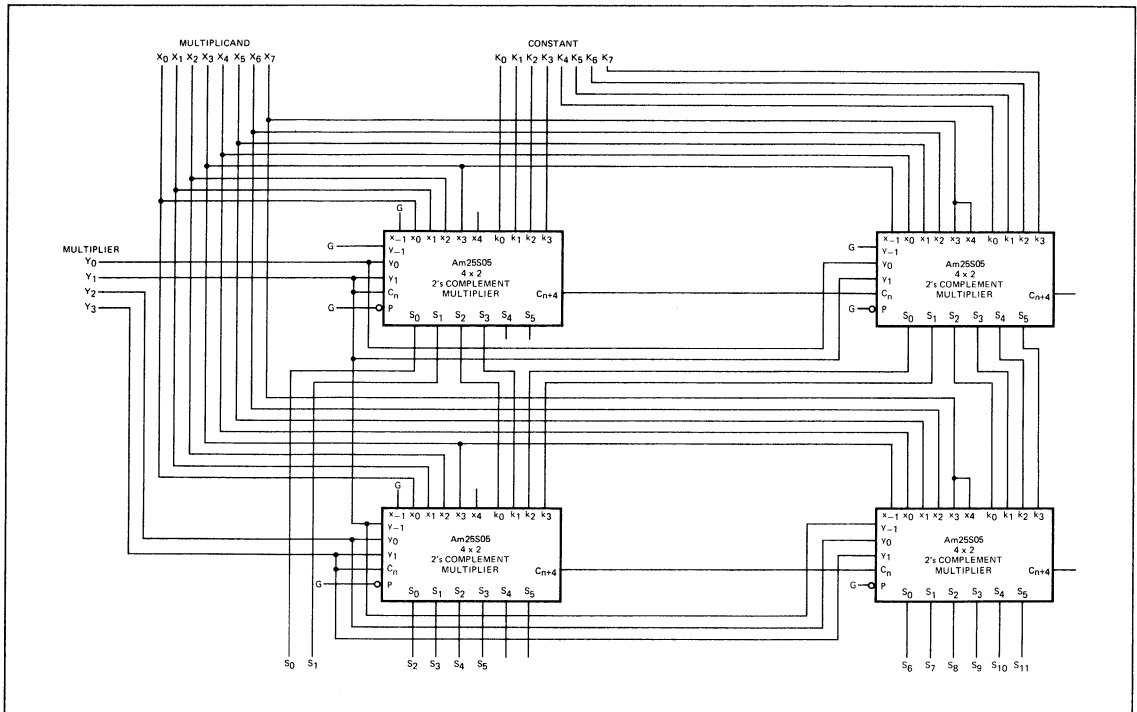 MULTIPLICAND CONSTANT
X0 X1 X2 X3 X4 X5 X6 X7 K0 K1 K2 K3 K4 K5 K6 K7
G
x-1 x0 x1 x2 x3 x4 k0 k1 k2 k3 x-1 x0 x1 x2 x3 x4 k0 k1 k2 k3
MULTIPLIER G y-1 G y-1
Y0 y0 Am25S05 y0 Am25S05
Y1 y1 4 x 2 y1 4 x 2
Y2 Cn 2's COMPLEMENT Cn+4 Cn 2's COMPLEMENT Cn+4
Y3 G P MULTIPLIER G P MULTIPLIER
S0 S1 S2 S3 S4 S5 S0 S1 S2 S3 S4 S5
G
x-1 x0 x1 x2 x3 x4 k0 k1 k2 k3 x-1 x0 x1 x2 x3 x4 k0 k1 k2 k3
y-1 y-1
y0 Am25S05 y0 Am25S05
y1 4 x 2 y1 4 x 2
Cn 2's COMPLEMENT Cn+4 Cn 2's COMPLEMENT Cn+4
G P MULTIPLIER G P MULTIPLIER
S0 S1 S2 S3 S4 S5 S0 S1 S2 S3 S4 S5
S0 S1 S2 S3 S4 S5 S6 S7 S8 S9 S10 S11